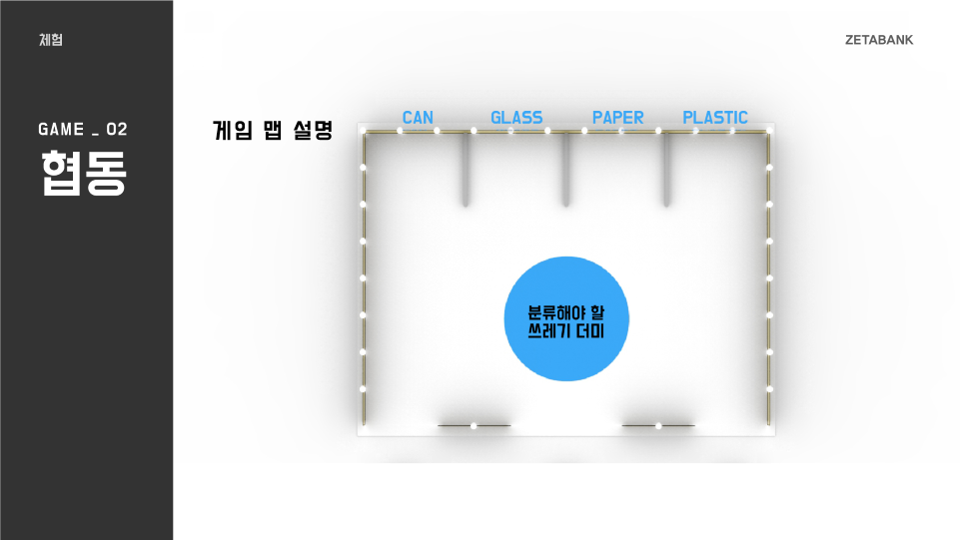 체험
ZETABANK
GAME _ 02
협동
게임 맵 설명
CAN
GLASS
PAPER
PLASTIC
분류해야 할
쓰레기 더미